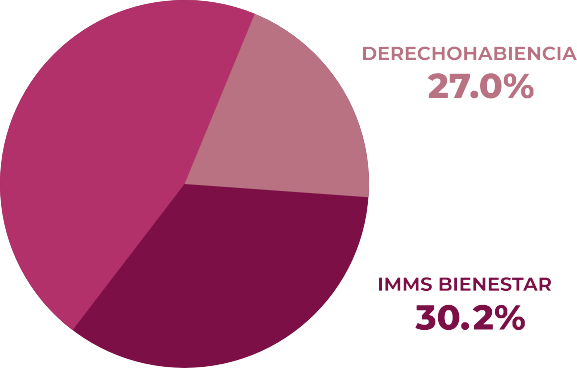 DERECHOHABIENCIA
27.0%
IMMS BIENESTAR
30.2%